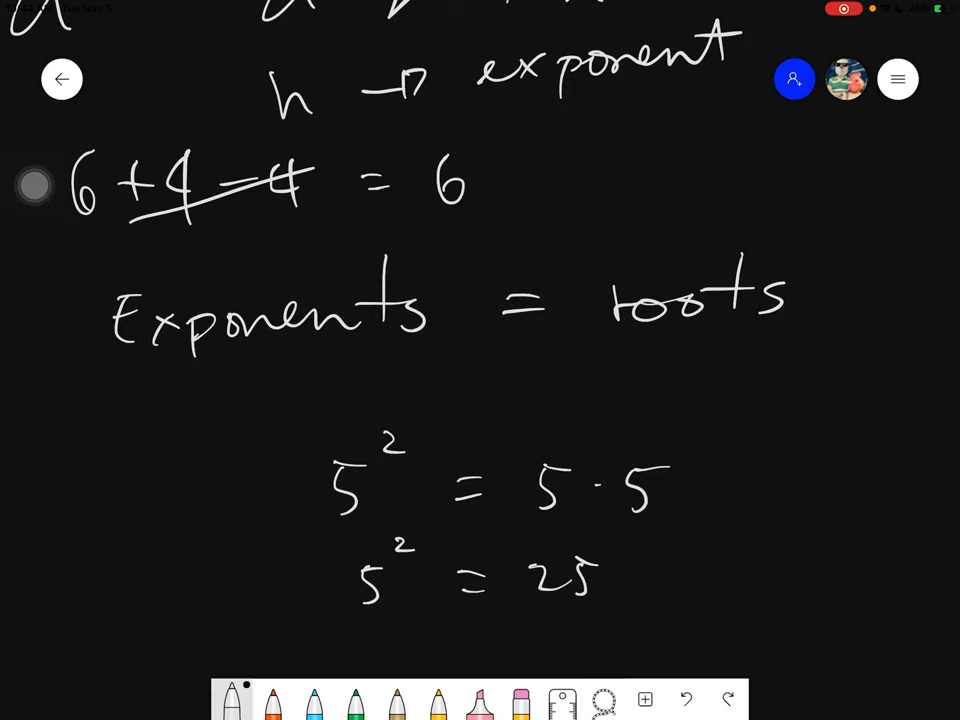 n → exponent
6 + 4 - 4 = 6
Exponents = roots
5² = 5 · 5
5² = 25